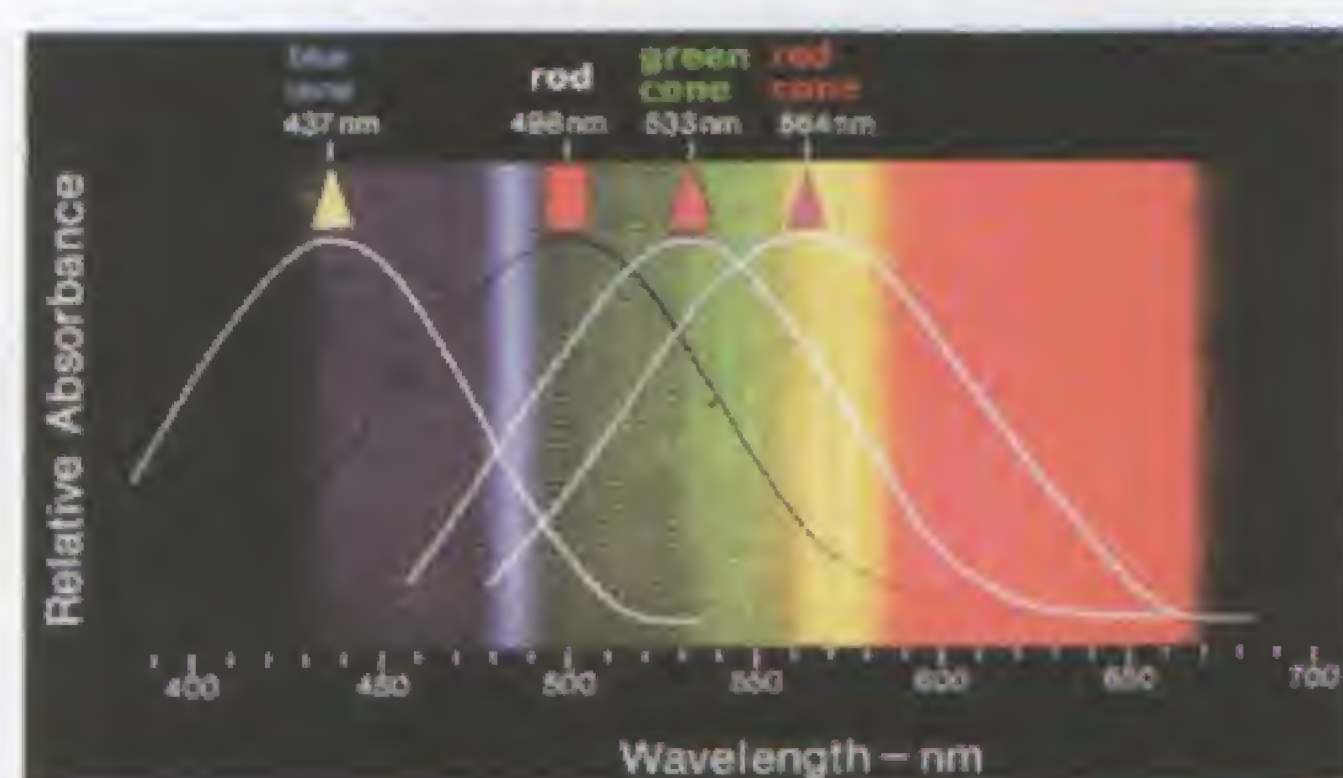 blue
cone
437 nm
rod
498 nm
green
cone
533 nm
red
cone
564 nm
Relative Absorbance
400 450 500 550 600 650 700
Wavelength – nm